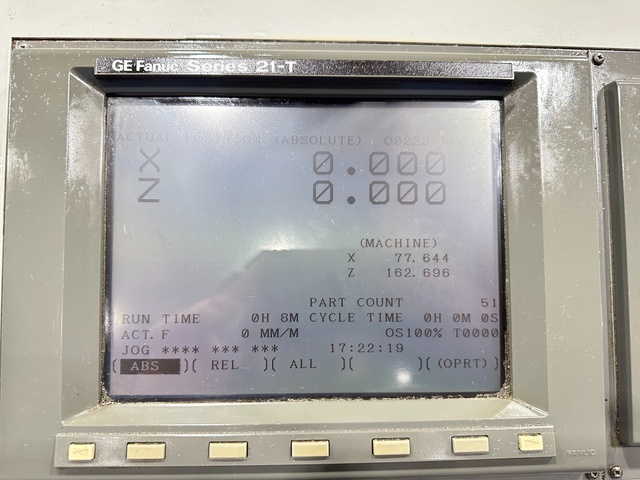 GE Fanuc Series 21-T
ACTUAL POSITION (ABSOLUTE)
X 0.000
Z 0.000
(MACHINE)
X 77.644
Z 162.696
PART COUNT 51
RUN TIME 0H 8M CYCLE TIME 0H 0M 0S
ACT.F 0 MM/M OS100% T0000
JOG **** *** *** 17:22:19
( ABS )( REL )( ALL )( )( (OPRT) )
FANUC